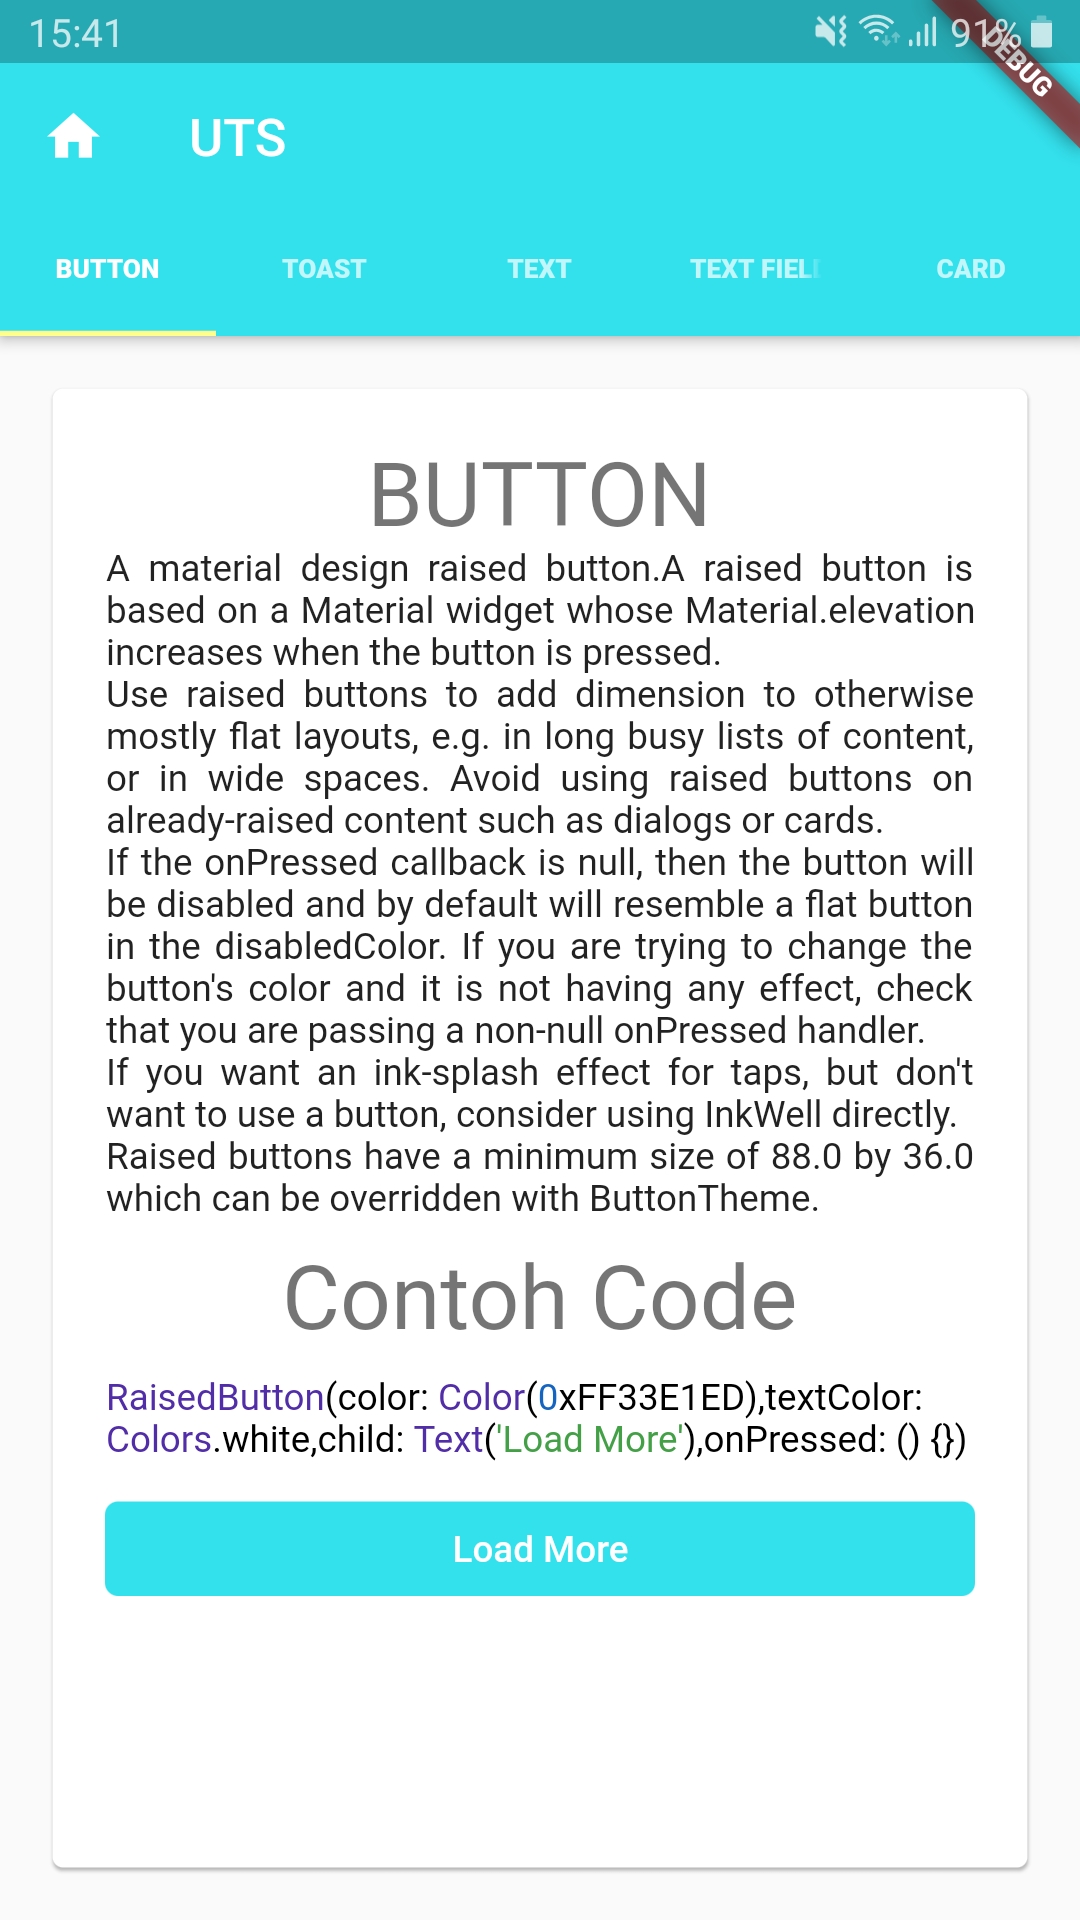 15:41 91%
DEBUG
UTS
BUTTON TOAST TEXT TEXT FIEL CARD
BUTTON
A material design raised button.A raised button is
based on a Material widget whose Material.elevation
increases when the button is pressed.
Use raised buttons to add dimension to otherwise
mostly flat layouts, e.g. in long busy lists of content,
or in wide spaces. Avoid using raised buttons on
already-raised content such as dialogs or cards.
If the onPressed callback is null, then the button will
be disabled and by default will resemble a flat button
in the disabledColor. If you are trying to change the
button's color and it is not having any effect, check
that you are passing a non-null onPressed handler.
If you want an ink-splash effect for taps, but don't
want to use a button, consider using InkWell directly.
Raised buttons have a minimum size of 88.0 by 36.0
which can be overridden with ButtonTheme.
Contoh Code
RaisedButton(color: Color(0xFF33E1ED),textColor:
Colors.white,child: Text('Load More'),onPressed: () {})
Load More